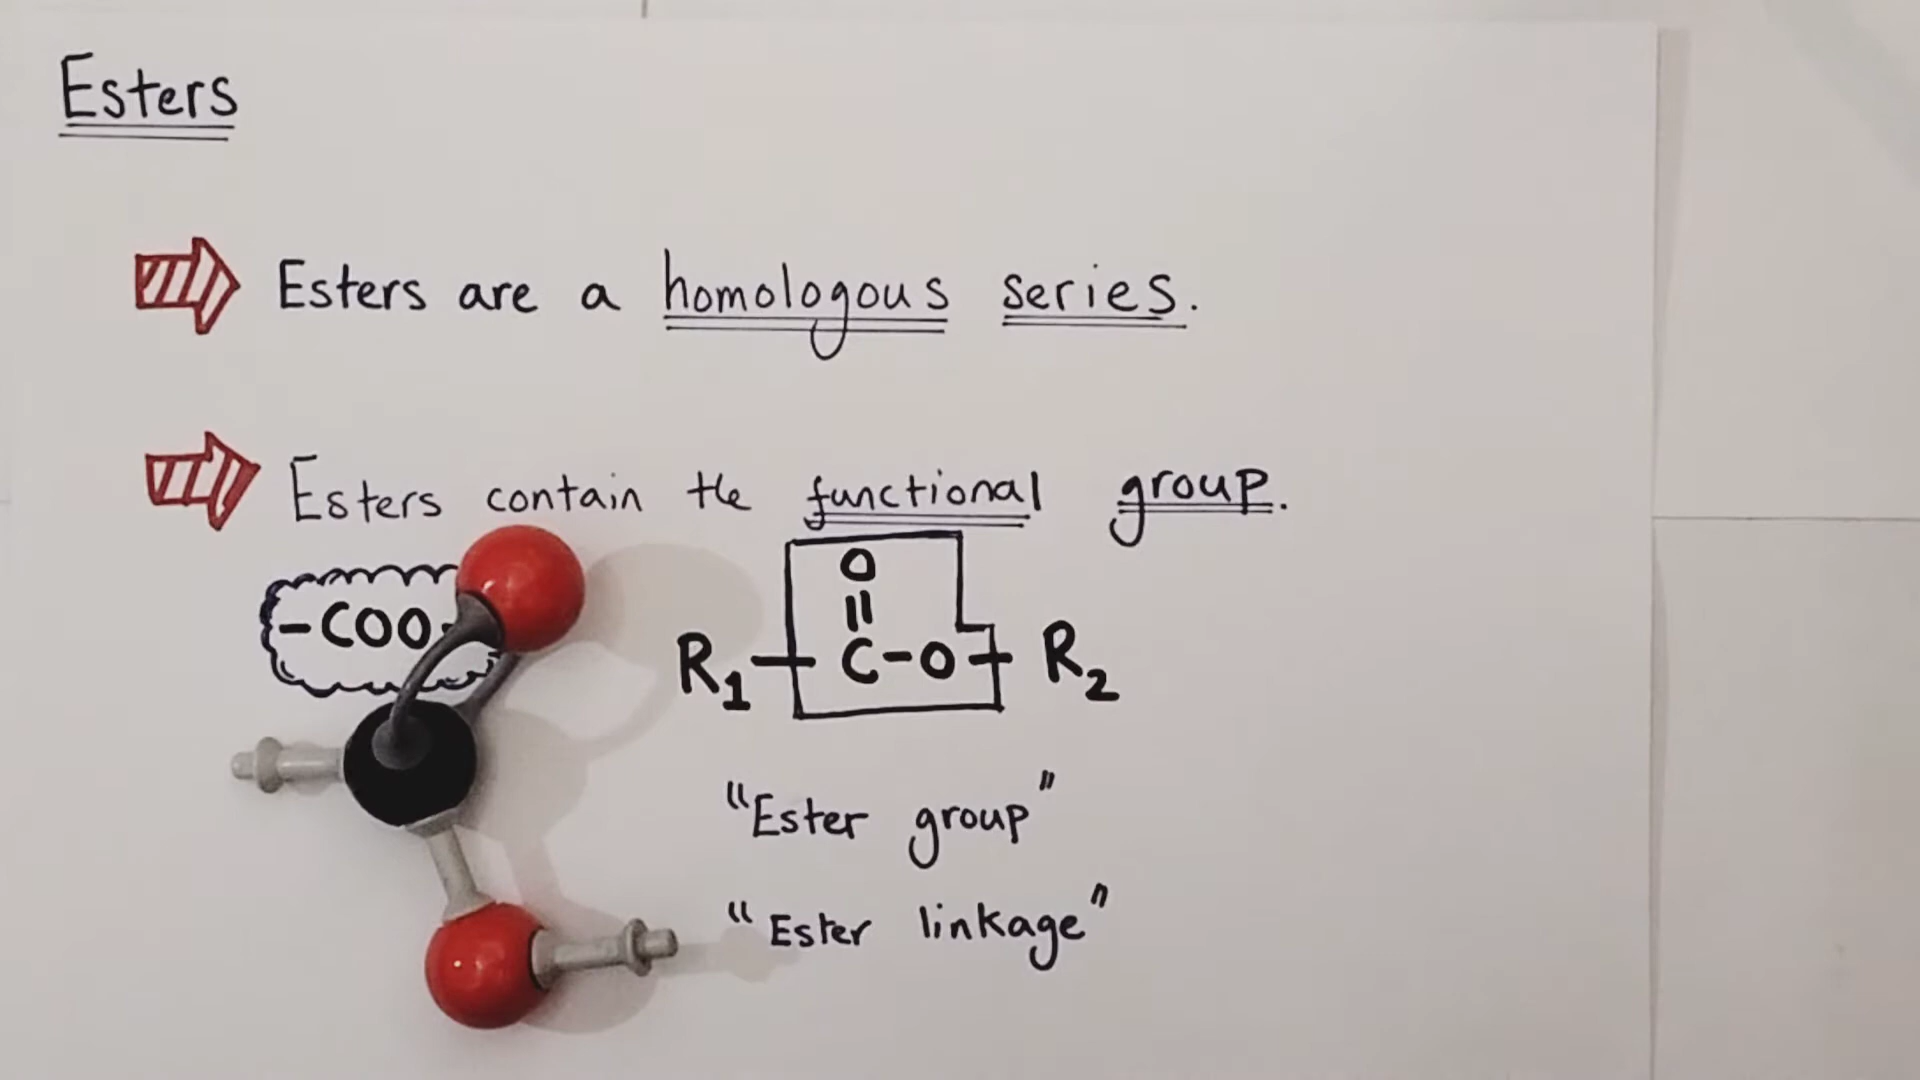 Esters
Esters are a homologous series.
Esters contain the functional group.
-COO-
O
||
R₁-C-O-R₂
"Ester group"
"Ester linkage"